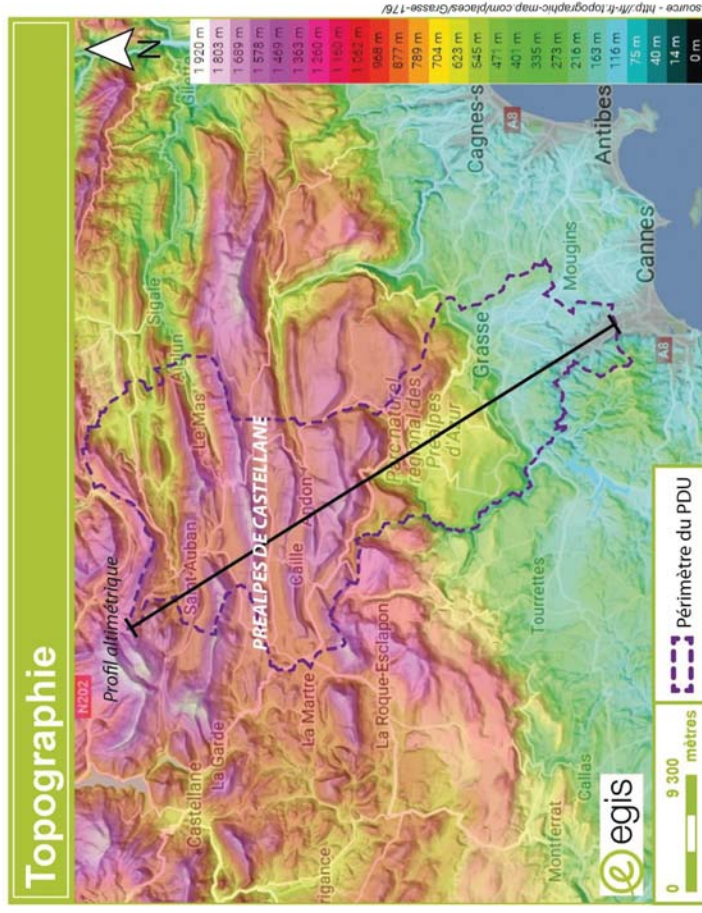 Topographie
N202
Profil altimétrique
N
Gilette
Sigale
Aiglun
Le Mas
Saint-Auban
Castellane
La Garde
PREALPES DE CASTELLANE
Caille
Andon
La Martre
La Roque-Esclapon
Parc naturel
régional des
Préalpes
d'Azur
Grasse
Mougins
Cagnes-s
A8
Antibes
Cannes
A8
Tourrettes
Callas
Montferrat
rigance
1 920 m
1 803 m
1 689 m
1 578 m
1 469 m
1 363 m
1 260 m
1 160 m
1 062 m
968 m
877 m
789 m
704 m
623 m
545 m
471 m
401 m
335 m
273 m
216 m
163 m
116 m
75 m
40 m
14 m
0 m
egis
0 9 300
mètres
Périmètre du PDU
source - http://fr-fr.topographic-map.com/places/Grasse-176/